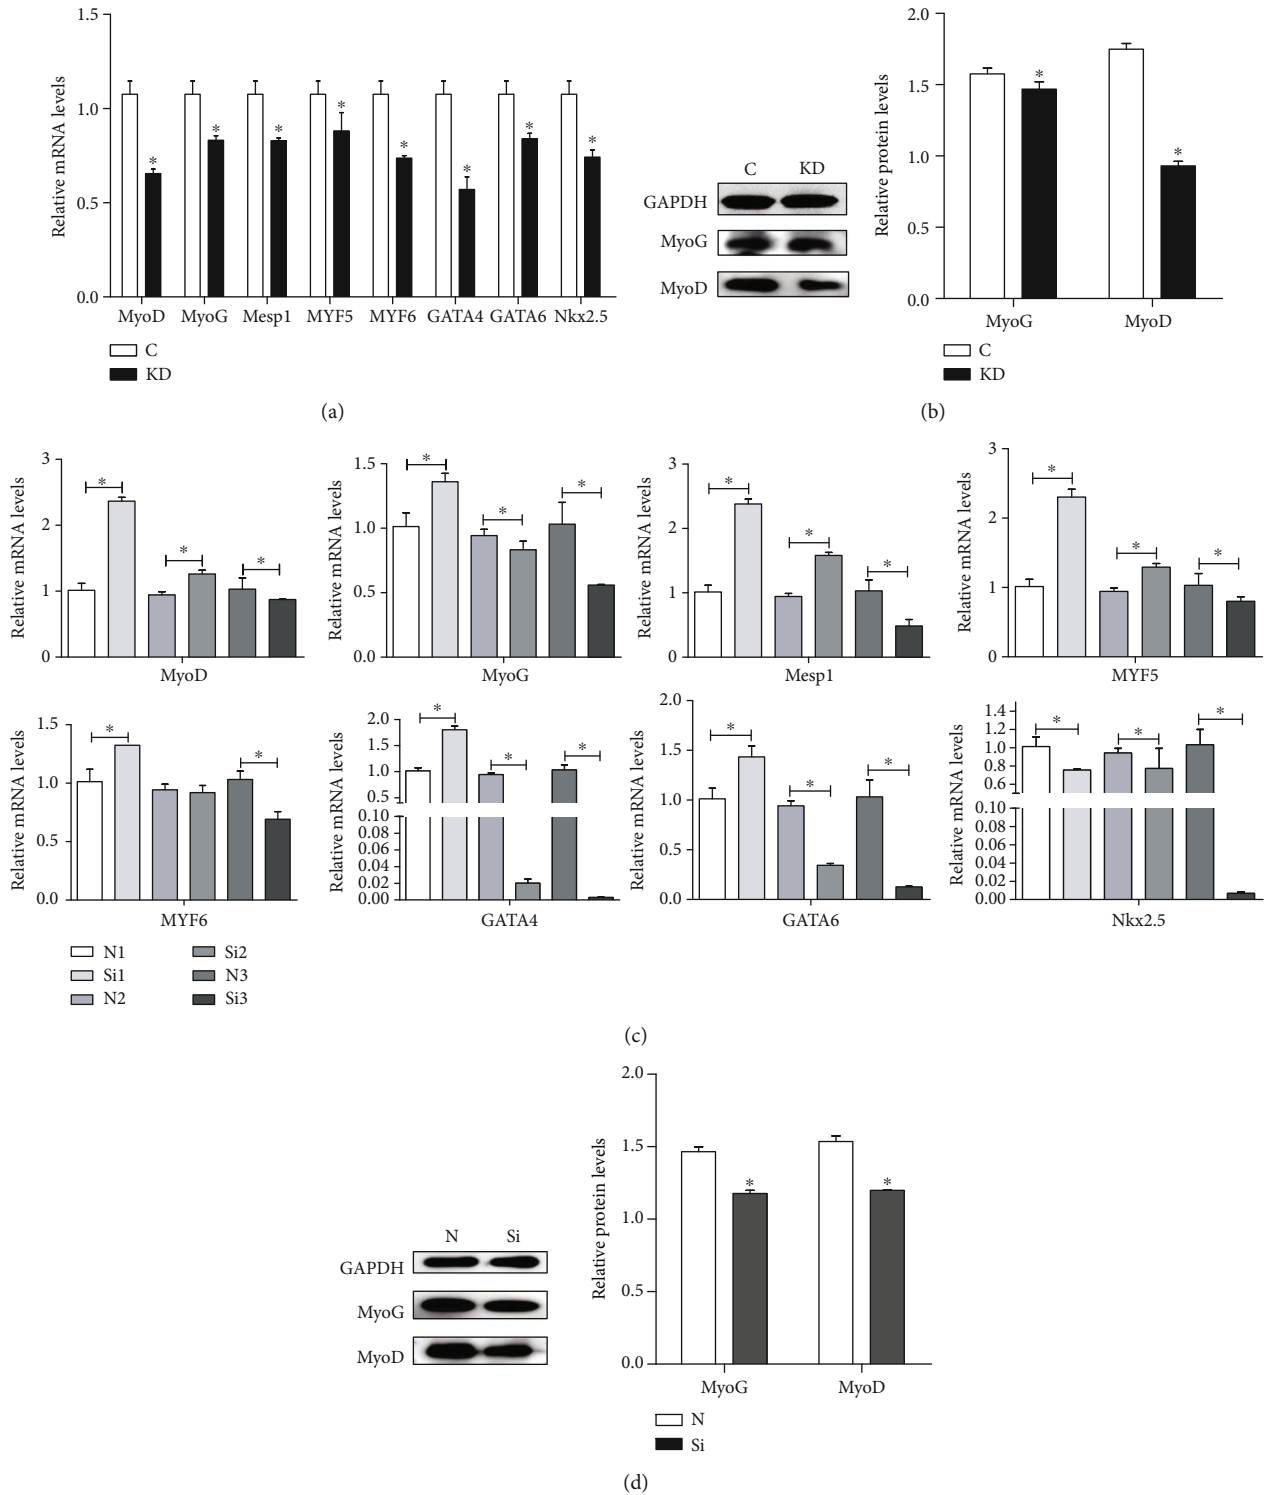 1.5
1.0
0.5
0.0
Relative mRNA levels
* * * * * * * *
MyoD MyoG Mesp1 MYF5 MYF6 GATA4 GATA6 Nkx2.5
C
KD
(a)
C KD
GAPDH
MyoG
MyoD
2.0
1.5
1.0
0.5
0.0
Relative protein levels
* *
MyoG MyoD
C
KD
(b)
3
2
1
0
Relative mRNA levels
* * *
MyoD
1.5
1.0
0.5
0.0
Relative mRNA levels
* * *
MyoG
3
2
1
0
Relative mRNA levels
* * *
Mesp1
3
2
1
0
Relative mRNA levels
* * *
MYF5
1.5
1.0
0.5
0.0
Relative mRNA levels
* *
MYF6
2.0
1.5
1.0
0.5
0.10
0.08
0.06
0.04
0.02
0.00
Relative mRNA levels
* * *
GATA4
2.0
1.5
1.0
0.5
0.0
Relative mRNA levels
* * *
GATA6
1.4
1.2
1.0
0.8
0.6
0.10
0.08
0.06
0.04
0.02
0.00
Relative mRNA levels
* * *
Nkx2.5
N1
Si1
N2
Si2
N3
Si3
(c)
N Si
GAPDH
MyoG
MyoD
2.0
1.5
1.0
0.5
0.0
Relative protein levels
* *
MyoG MyoD
N
Si
(d)